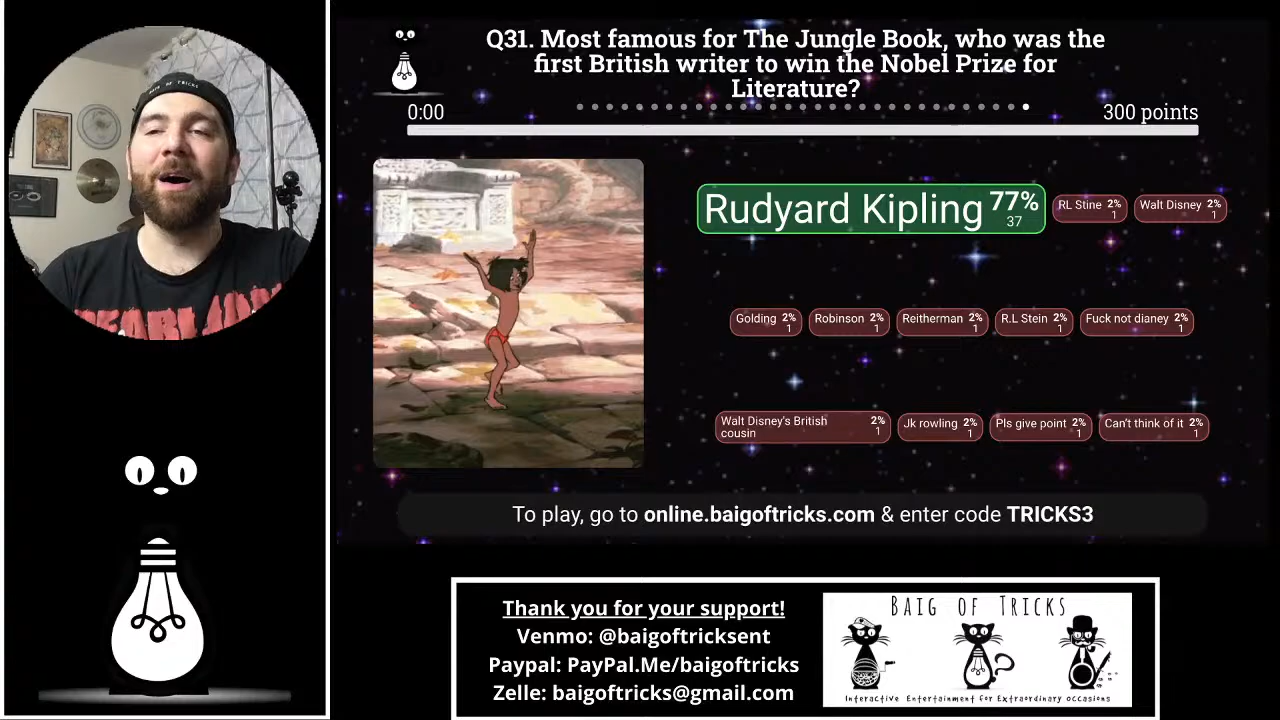 Q31. Most famous for The Jungle Book, who was the
first British writer to win the Nobel Prize for
Literature?
0:00
300 points
Rudyard Kipling 77% 37
RL Stine 2% 1
Walt Disney 2% 1
Golding 2% 1
Robinson 2% 1
Reitherman 2% 1
R.L Stein 2% 1
Fuck not dianey 2% 1
Walt Disney's British
cousin 2% 1
Jk rowling 2% 1
Pls give point 2% 1
Can't think of it 2% 1
To play, go to online.baigoftricks.com & enter code TRICKS3
Thank you for your support!
Venmo: @baigoftricksent
Paypal: PayPal.Me/baigoftricks
Zelle: baigoftricks@gmail.com
BAIG OF TRICKS
Interactive Entertainment for Extraordinary occasions